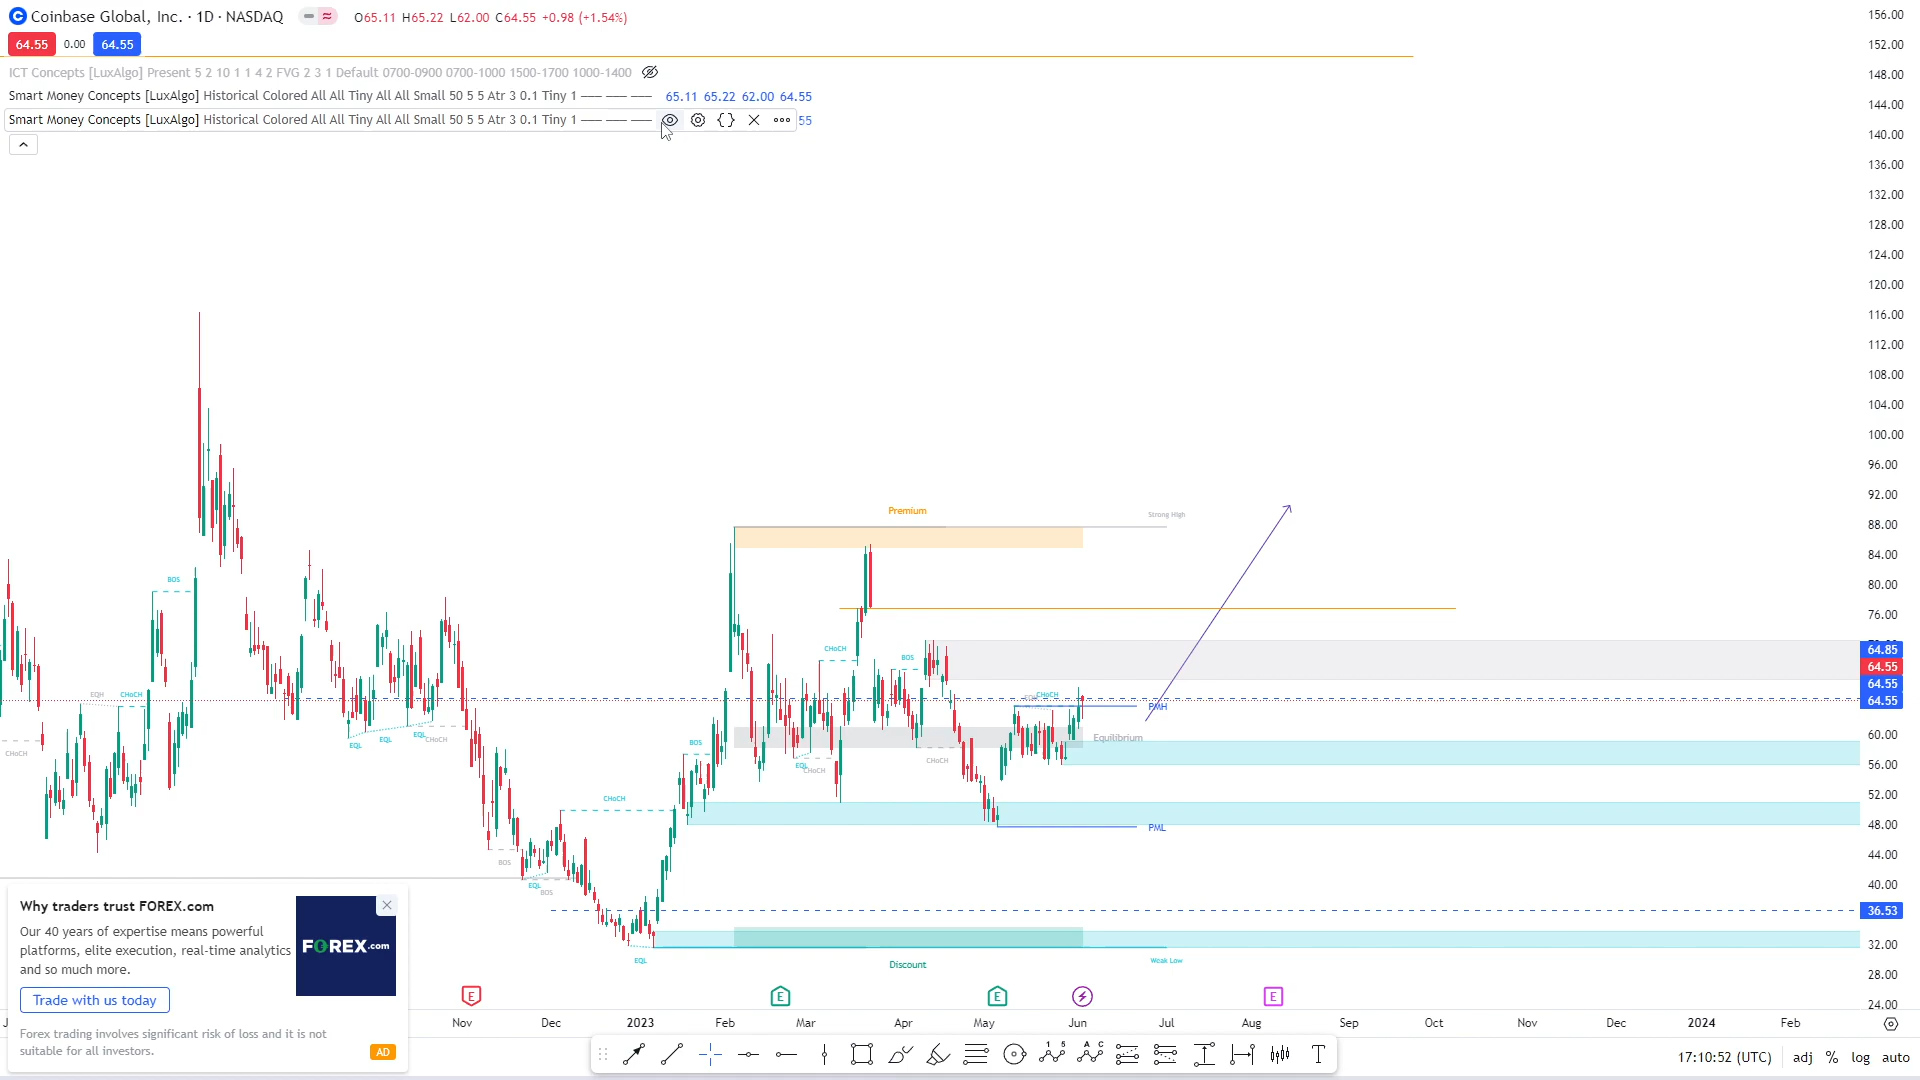 Coinbase Global, Inc. · 1D · NASDAQ O65.11 H65.22 L62.00 C64.55 +0.98 (+1.54%)
64.55 0.00 64.55
ICT Concepts [LuxAlgo] Present 5 2 10 1 1 4 2 FVG 2 3 1 Default 0700-0900 0700-1000 1500-1700 1000-1400
Smart Money Concepts [LuxAlgo] Historical Colored All All Tiny All All Small 50 5 5 Atr 3 0.1 Tiny 1 65.11 65.22 62.00 64.55
Smart Money Concepts [LuxAlgo] Historical Colored All All Tiny All All Small 50 5 5 Atr 3 0.1 Tiny 1 55
156.00
152.00
148.00
144.00
140.00
136.00
132.00
128.00
124.00
120.00
116.00
112.00
108.00
104.00
100.00
96.00
92.00
88.00
84.00
80.00
76.00
64.85
64.55
64.55
64.55
60.00
56.00
52.00
48.00
44.00
40.00
36.53
32.00
28.00
24.00
Premium
Strong High
BOS
CHoCH
BOS
EQH CHoCH
CHoCH
PMH
Equilibrium
EQL EQL EQL
CHoCH
CHoCH
BOS
EQL
CHoCH
CHoCH
CHoCH
PML
BOS
EQL
BOS
EQL
Discount
Weak Low
Why traders trust FOREX.com
Our 40 years of expertise means powerful
platforms, elite execution, real-time analytics
and so much more.
FOREX.com
Trade with us today
Forex trading involves significant risk of loss and it is not
suitable for all investors.
AD
E E E E
Nov Dec 2023 Feb Mar Apr May Jun Jul Aug Sep Oct Nov Dec 2024 Feb
17:10:52 (UTC) adj % log auto